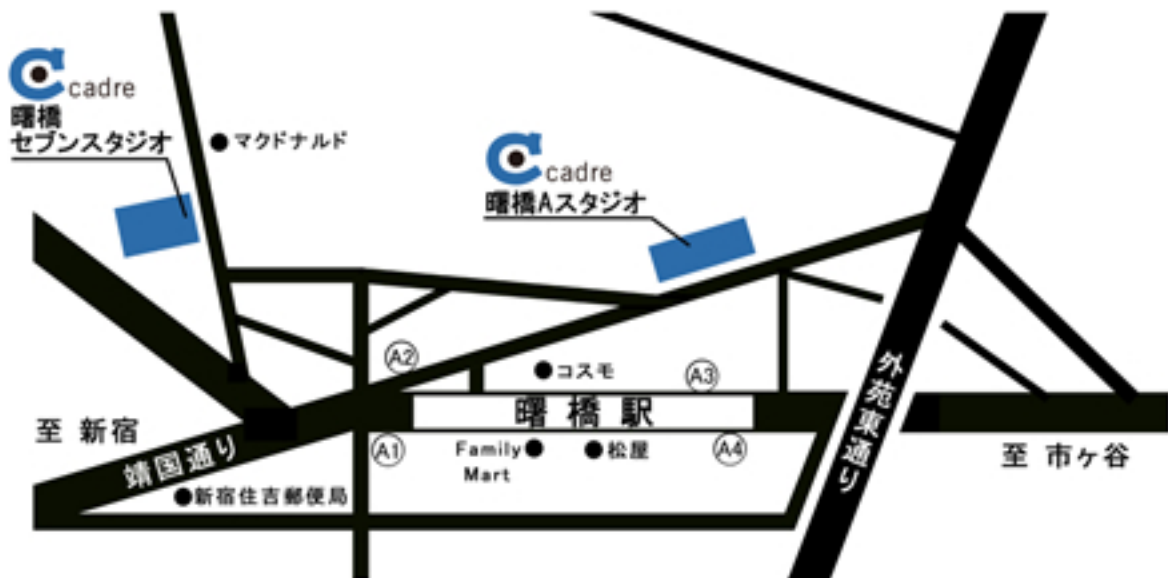 cadre
曙橋
セブンスタジオ
マクドナルド
cadre
曙橋Aスタジオ
A2
コスモ
A3
曙橋駅
外苑東通り
至 新宿
靖国通り
A1
Family
Mart
松屋
A4
至 市ヶ谷
新宿住吉郵便局